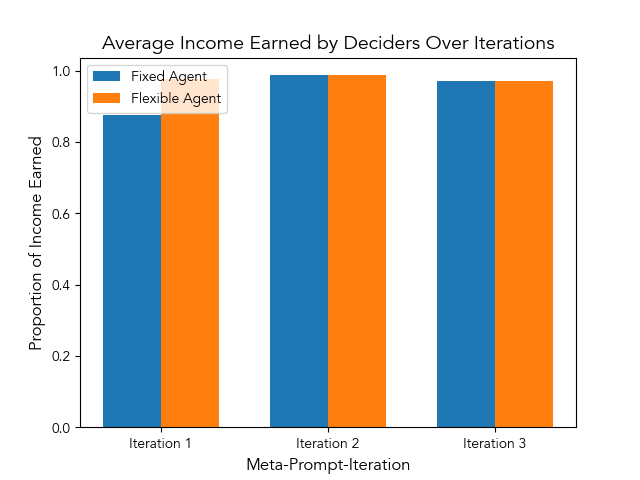 Average Income Earned by Deciders Over Iterations
Fixed Agent
Flexible Agent
Proportion of Income Earned
1.0
0.8
0.6
0.4
0.2
0.0
Iteration 1
Iteration 2
Iteration 3
Meta-Prompt-Iteration